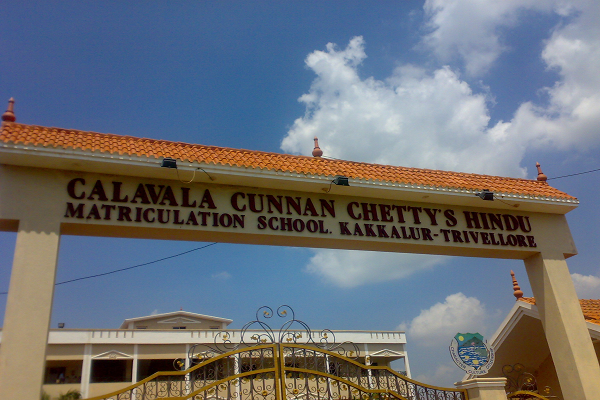 CALAVALA CUNNAN CHETTY'S HINDU
MATRICULATION SCHOOL. KAKKALUR-TRIVELLORE